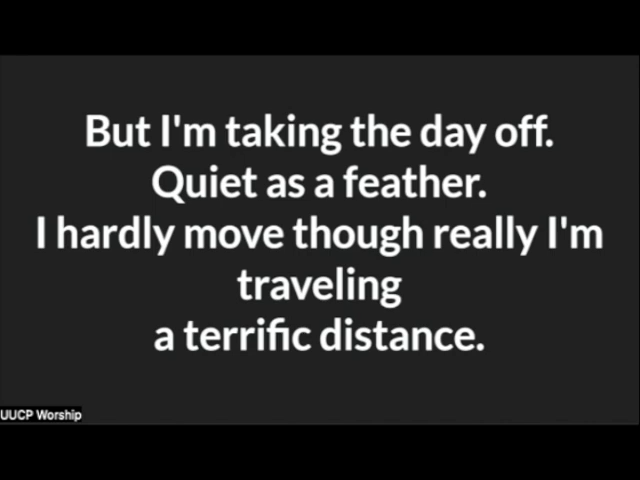 But I'm taking the day off.
Quiet as a feather.
I hardly move though really I'm
traveling
a terrific distance.
UUCP Worship